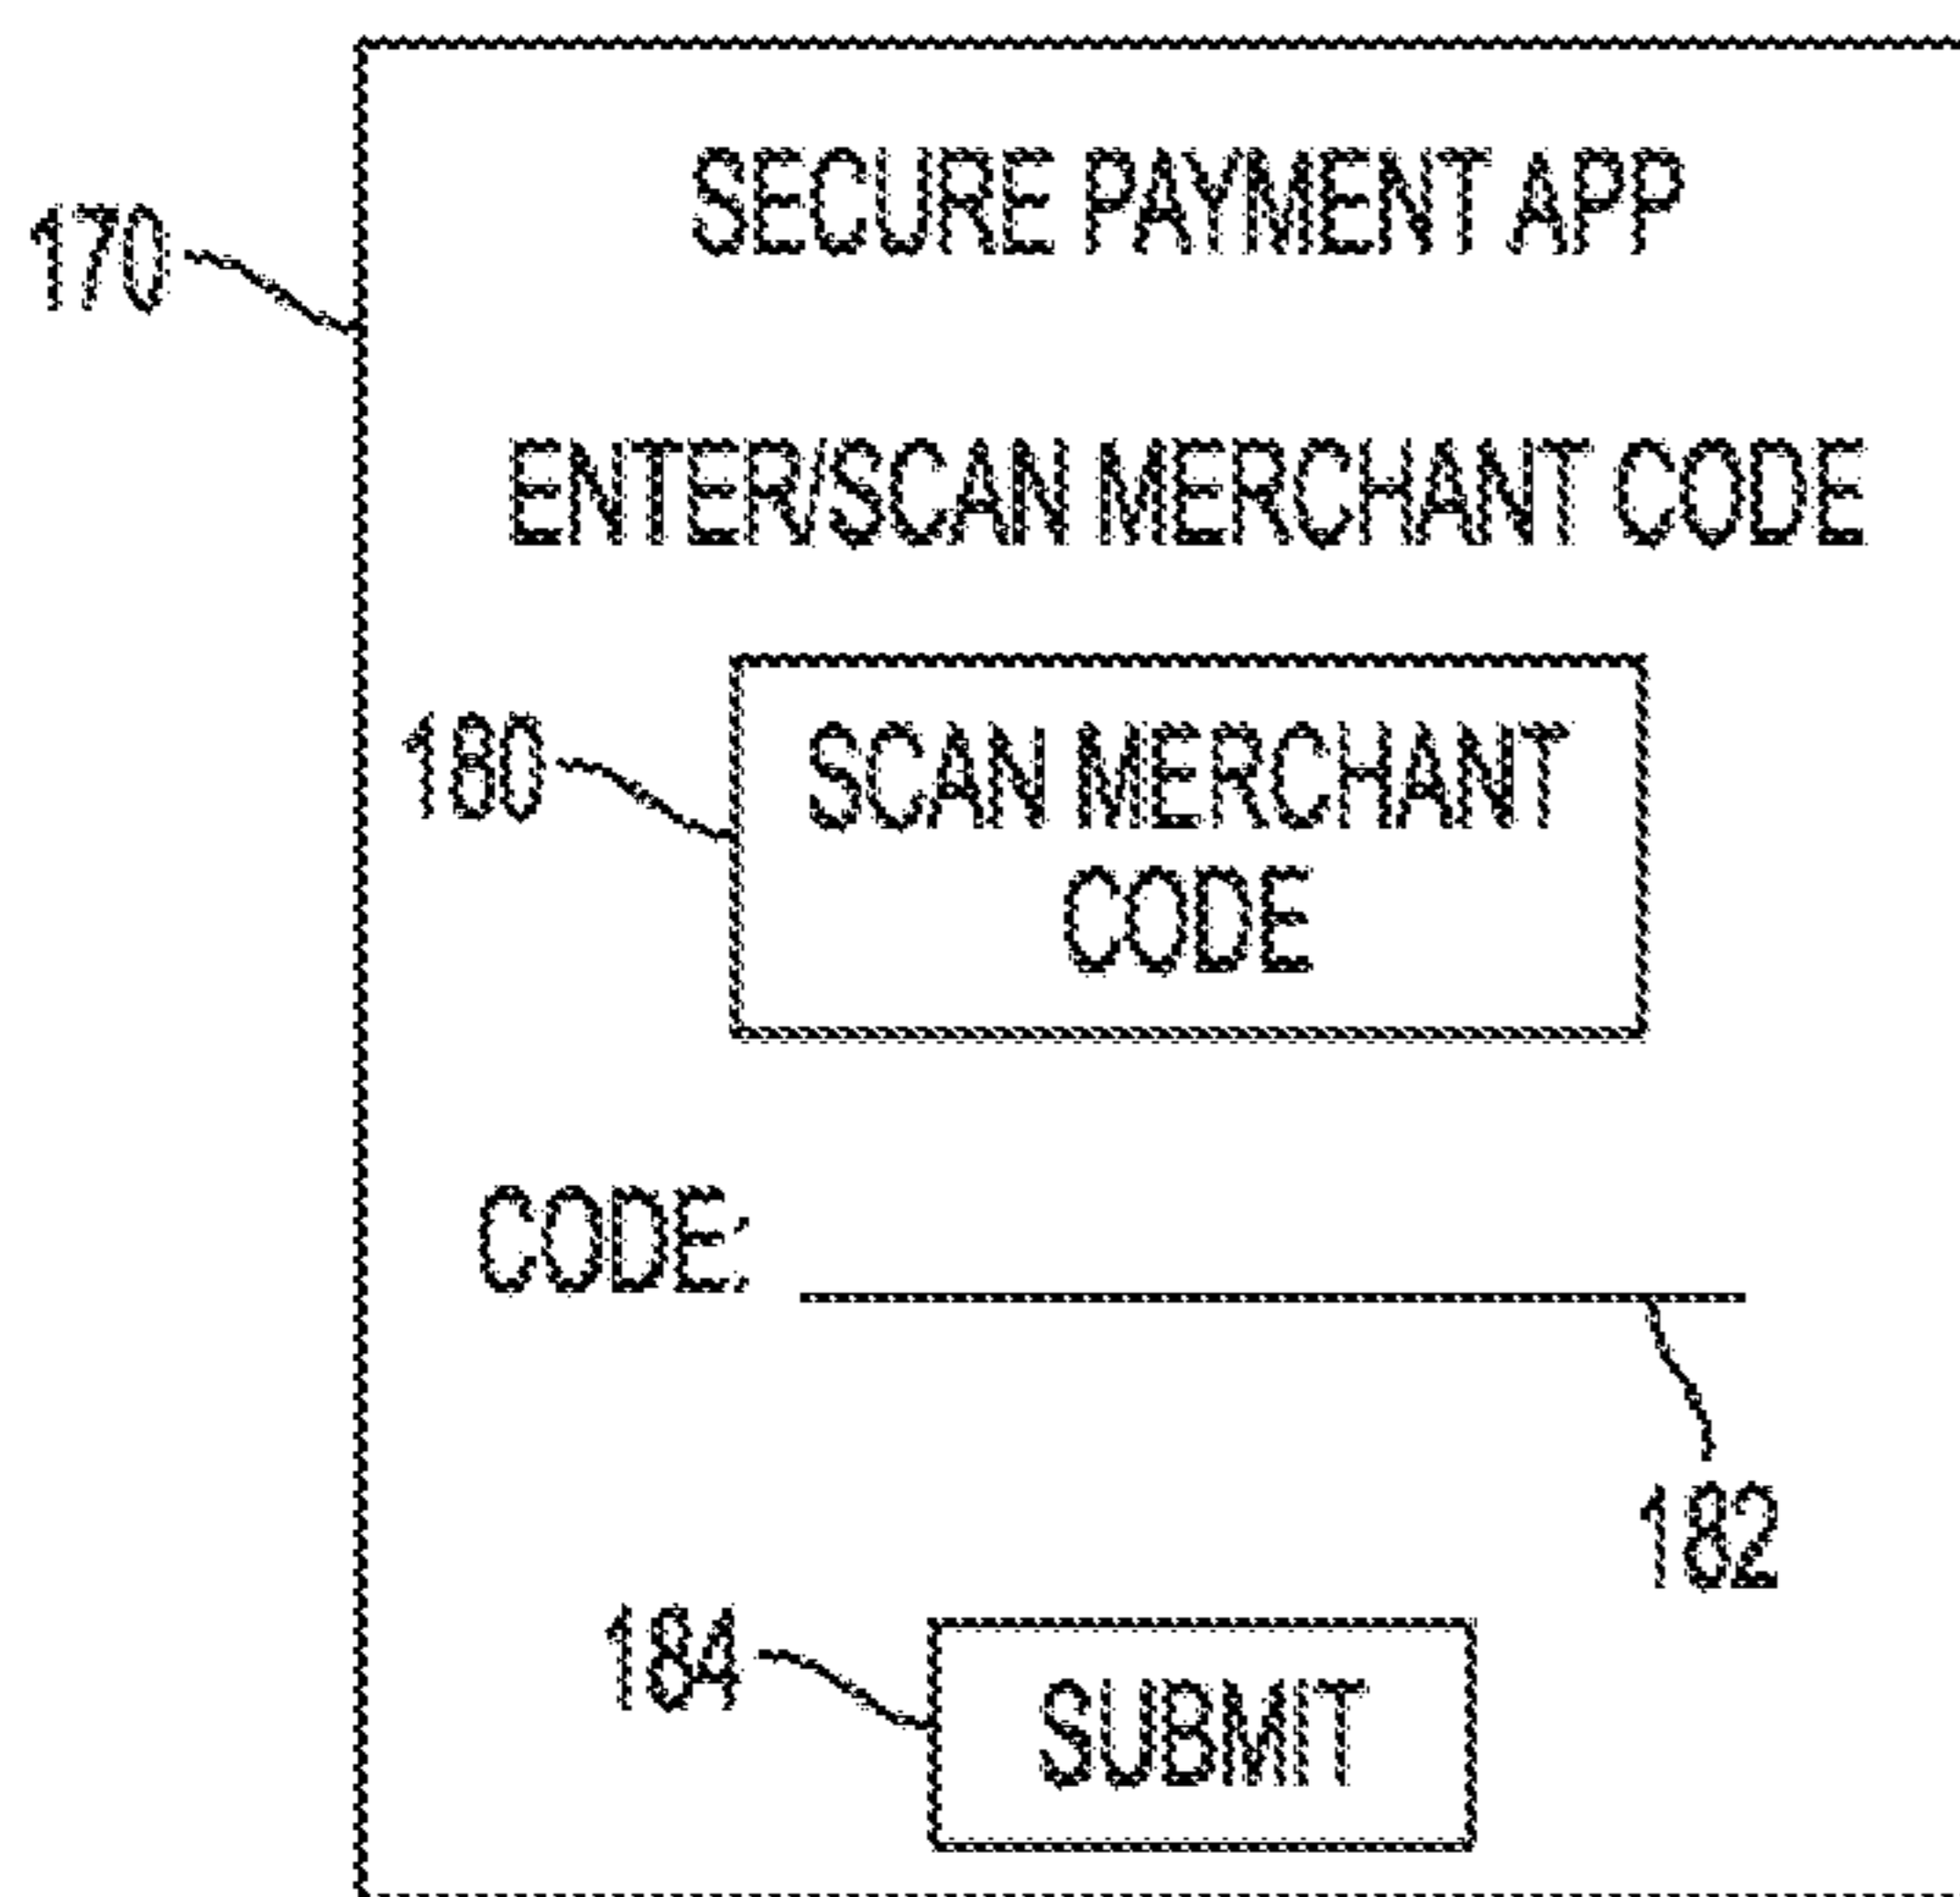 SECURE PAYMENT APP
170
ENTER/SCAN MERCHANT CODE
180
SCAN MERCHANT
CODE
CODE:
182
184
SUBMIT